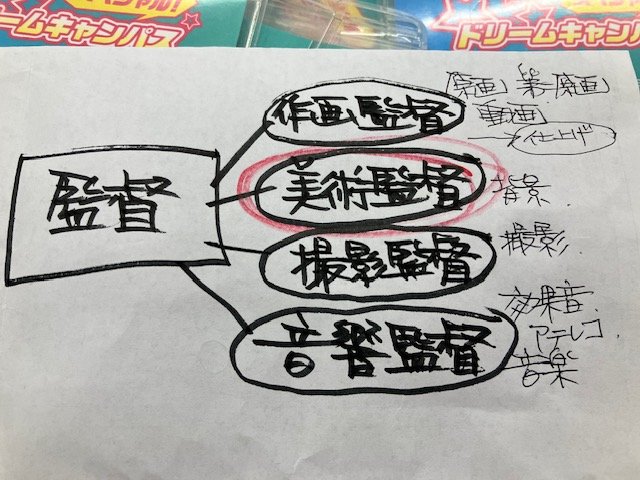 ドリームキャンパス
ドリームキャンパ
監督
作画監督
原画 第一原画
動画
仕上げ
美術監督
背景
撮影監督
撮影
音響監督
効果音
アテレコ
音楽